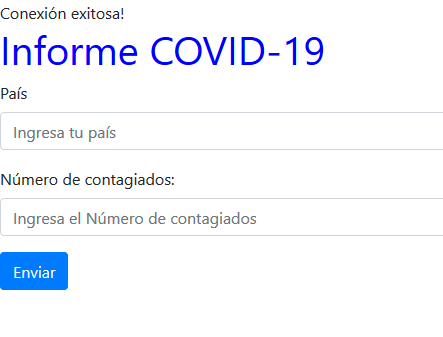 Conexión exitosa!
Informe COVID-19
País
Ingresa tu país
Número de contagiados:
Ingresa el Número de contagiados
Enviar